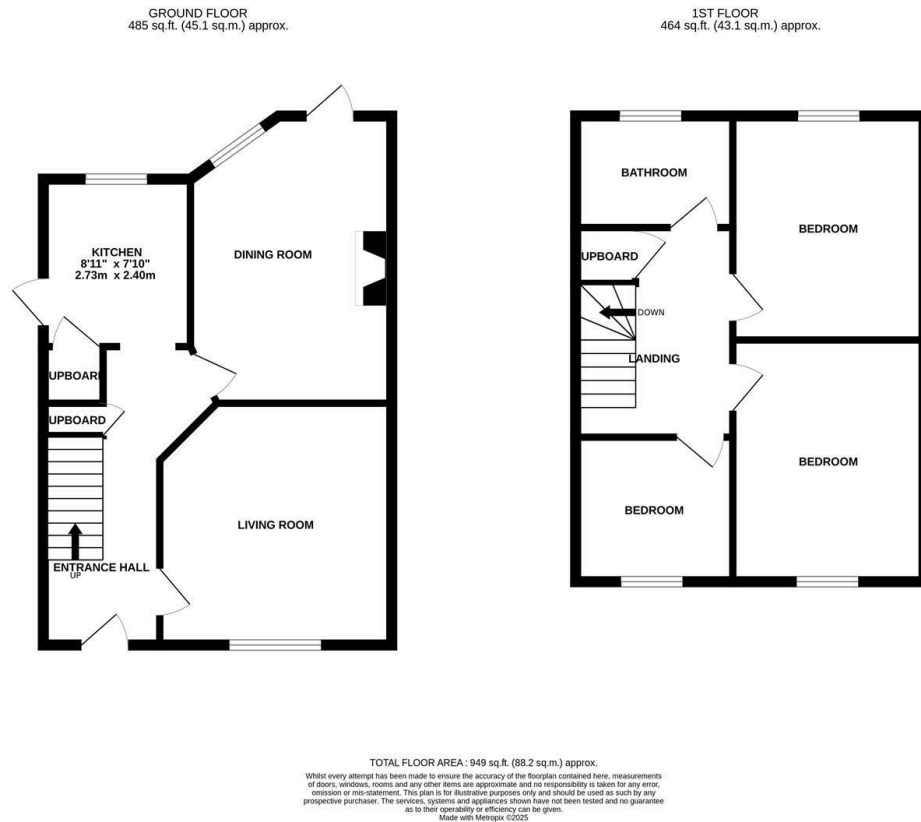 GROUND FLOOR
485 sq.ft. (45.1 sq.m.) approx.
1ST FLOOR
464 sq.ft. (43.1 sq.m.) approx.
KITCHEN
8'11" x 7'10"
2.73m x 2.40m
DINING ROOM
UPBOARD
UPBOARD
LIVING ROOM
ENTRANCE HALL
UP
BATHROOM
BEDROOM
UPBOARD
DOWN
LANDING
BEDROOM
BEDROOM
TOTAL FLOOR AREA : 949 sq.ft. (88.2 sq.m.) approx.
Whilst every attempt has been made to ensure the accuracy of the floorplan contained here, measurements
of doors, windows, rooms and any other items are approximate and no responsibility is taken for any error,
omission or mis-statement. This plan is for illustrative purposes only and should be used as such by any
prospective purchaser. The services, systems and appliances shown have not been tested and no guarantee
as to their operability or efficiency can be given.
Made with Metropix ©2025